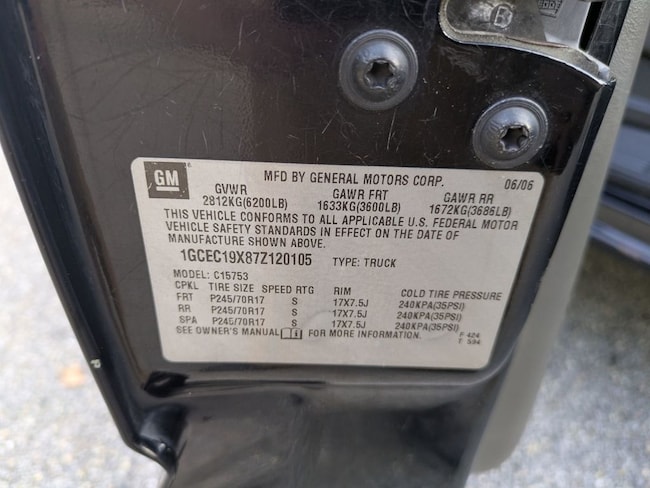 B
GM MFD BY GENERAL MOTORS CORP. 06/06
GVWR GAWR FRT GAWR RR
2812KG(6200LB) 1633KG(3600LB) 1672KG(3686LB)
THIS VEHICLE CONFORMS TO ALL APPLICABLE U.S. FEDERAL MOTOR
VEHICLE SAFETY STANDARDS IN EFFECT ON THE DATE OF
MANUFACTURE SHOWN ABOVE.
1GCEC19X87Z120105 TYPE: TRUCK
MODEL: C15753
CPKL TIRE SIZE SPEED RTG RIM COLD TIRE PRESSURE
FRT P245/70R17 S 17X7.5J 240KPA(35PSI)
RR P245/70R17 S 17X7.5J 240KPA(35PSI)
SPA P245/70R17 S 17X7.5J 240KPA(35PSI)
SEE OWNER'S MANUAL FOR MORE INFORMATION.
F 424